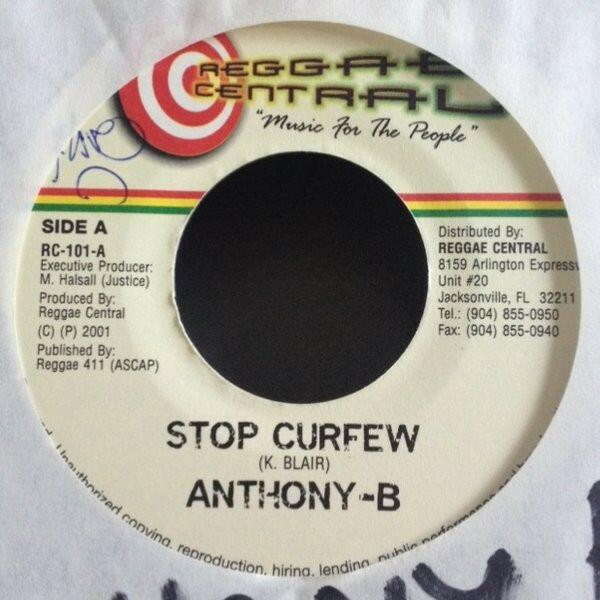 REGGAE
CENTRAL
"Music For The People"
SIDE A
RC-101-A
Executive Producer:
M. Halsall (Justice)
Produced By:
Reggae Central
(C) (P) 2001
Published By:
Reggae 411 (ASCAP)
Distributed By:
REGGAE CENTRAL
8159 Arlington Expressw
Unit #20
Jacksonville, FL 32211
Tel.: (904) 855-0950
Fax: (904) 855-0940
STOP CURFEW
(K. BLAIR)
ANTHONY-B
Unauthorized copying, reproduction, hiring, lending, public performance